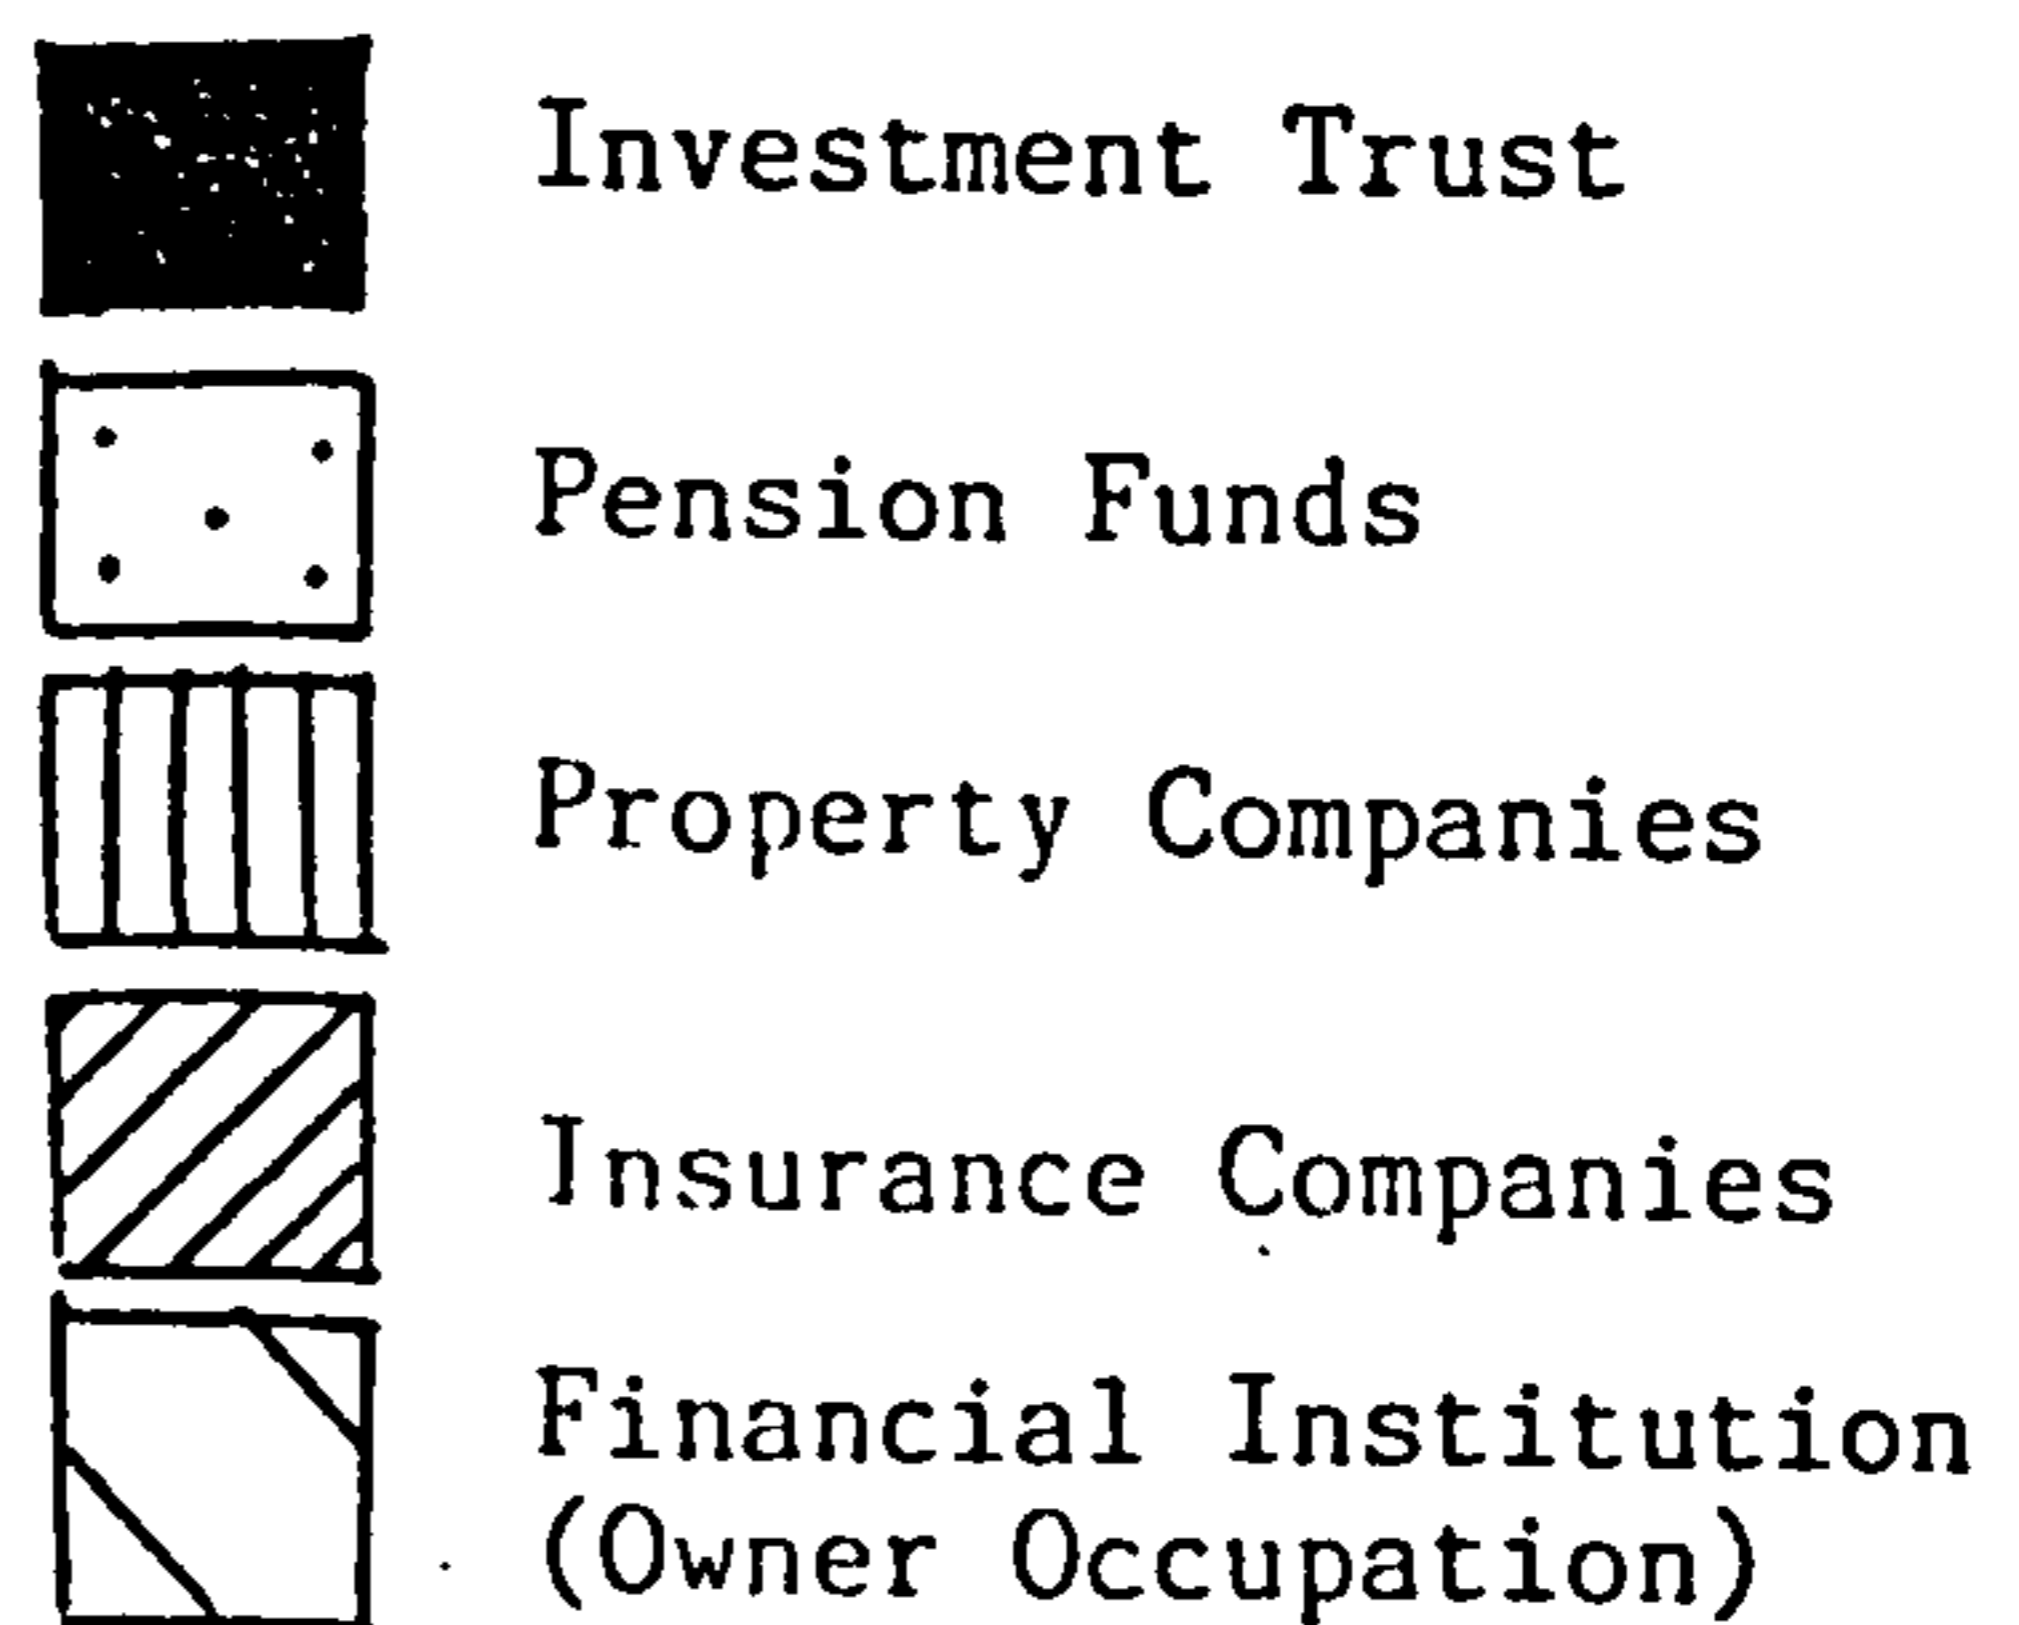 Investment Trust
Pension Funds
Property Companies
Insurance Companies
Financial Institution
(Owner Occupation)